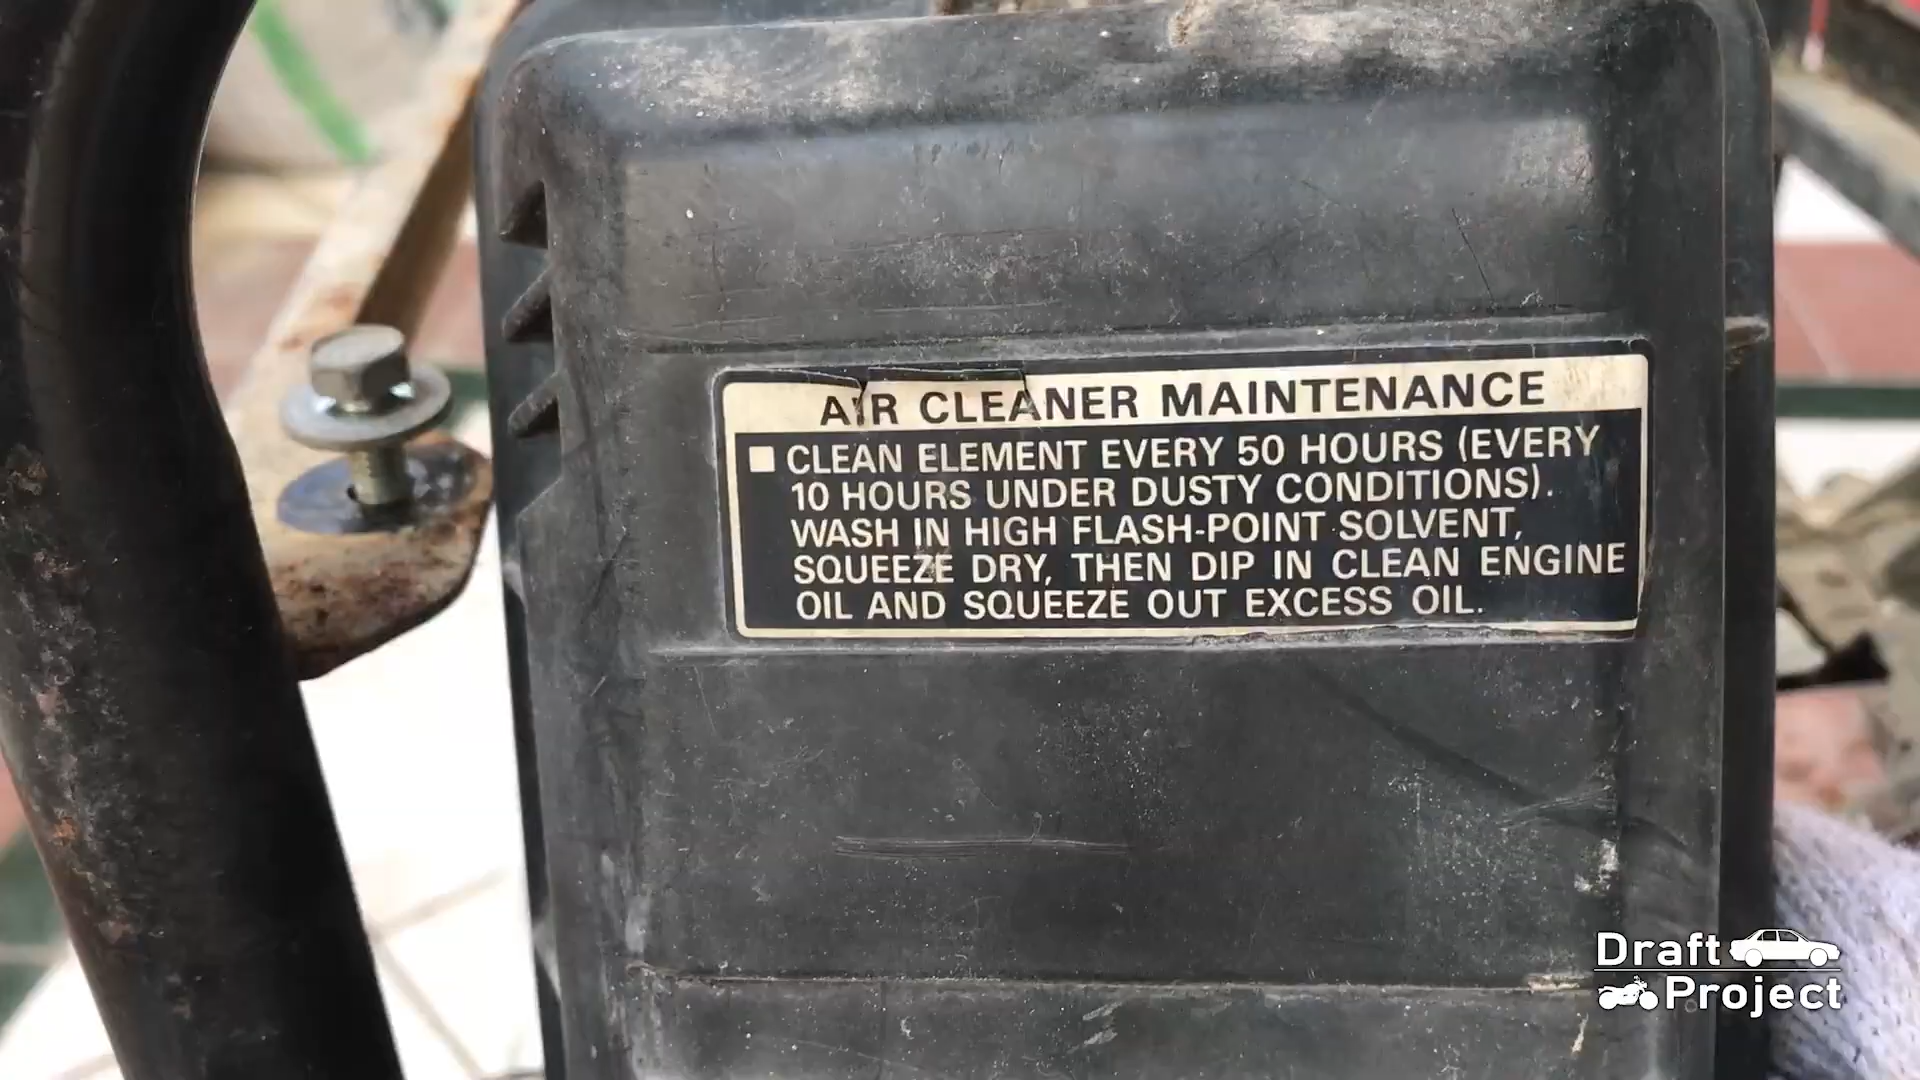 AIR CLEANER MAINTENANCE
CLEAN ELEMENT EVERY 50 HOURS (EVERY
10 HOURS UNDER DUSTY CONDITIONS).
WASH IN HIGH FLASH-POINT SOLVENT,
SQUEEZE DRY, THEN DIP IN CLEAN ENGINE
OIL AND SQUEEZE OUT EXCESS OIL.
Draft
Project